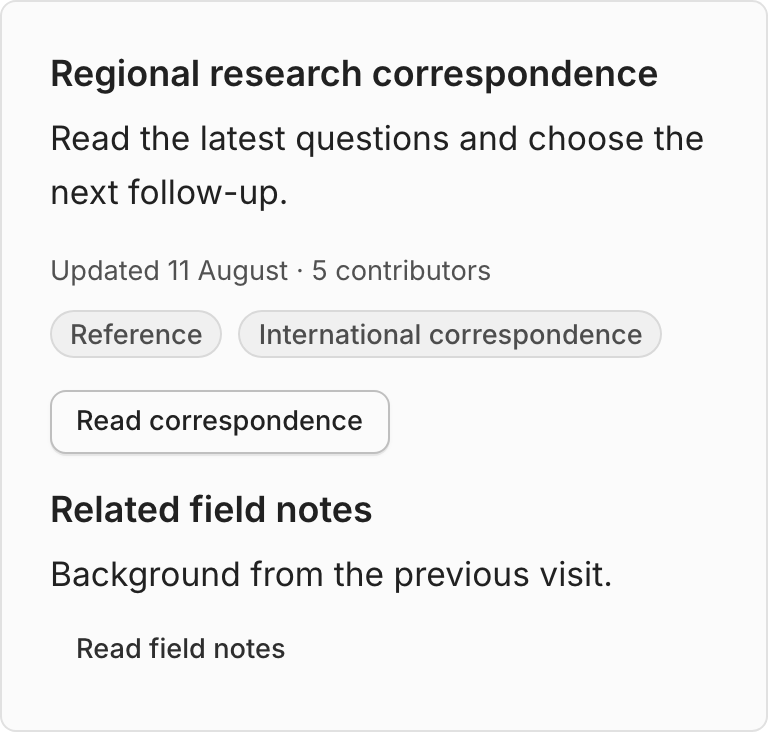 Regional research correspondence
Read the latest questions and choose the
next follow-up.
Updated 11 August · 5 contributors
Reference
International correspondence
Read correspondence
Related field notes
Background from the previous visit.
Read field notes